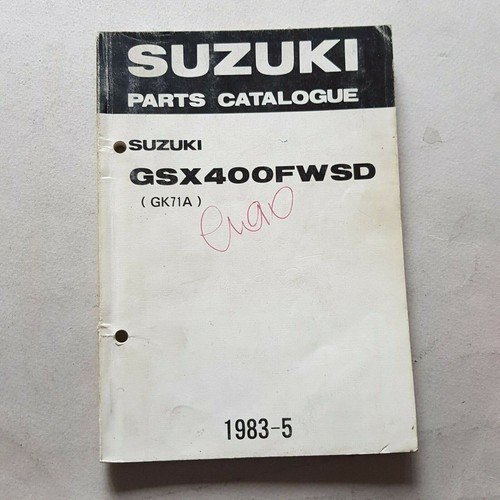 SUZUKI
PARTS CATALOGUE
SUZUKI
GSX400FWSD
( GK71A )
1983-5